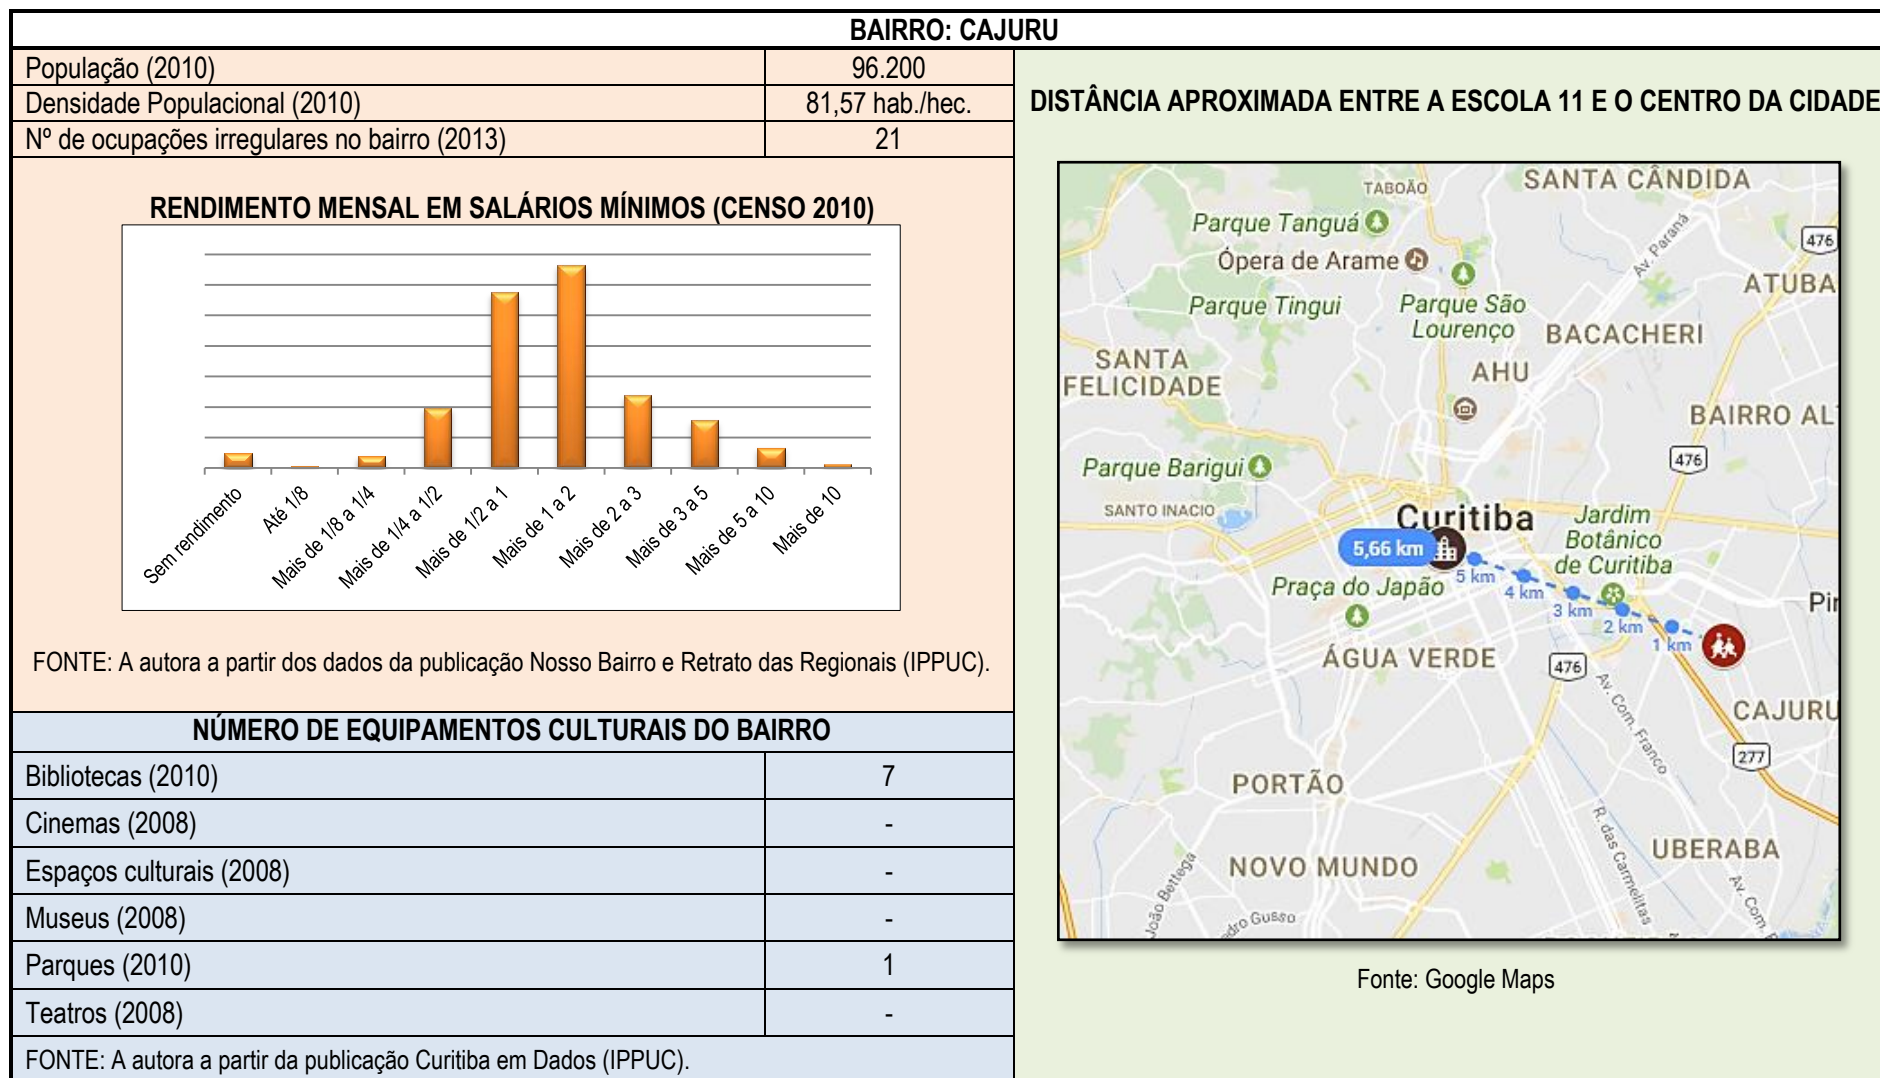 BAIRRO: CAJURU
População (2010) 96.200
Densidade Populacional (2010) 81,57 hab./hec.
Nº de ocupações irregulares no bairro (2013) 21
RENDIMENTO MENSAL EM SALÁRIOS MÍNIMOS (CENSO 2010)
Sem rendimento
Até 1/8
Mais de 1/8 a 1/4
Mais de 1/4 a 1/2
Mais de 1/2 a 1
Mais de 1 a 2
Mais de 2 a 3
Mais de 3 a 5
Mais de 5 a 10
Mais de 10
FONTE: A autora a partir dos dados da publicação Nosso Bairro e Retrato das Regionais (IPPUC).
NÚMERO DE EQUIPAMENTOS CULTURAIS DO BAIRRO
Bibliotecas (2010) 7
Cinemas (2008) -
Espaços culturais (2008) -
Museus (2008) -
Parques (2010) 1
Teatros (2008) -
FONTE: A autora a partir da publicação Curitiba em Dados (IPPUC).
DISTÂNCIA APROXIMADA ENTRE A ESCOLA 11 E O CENTRO DA CIDADE
TABOÃO
SANTA CÂNDIDA
Parque Tanguá
Av. Paraná
476
Ópera de Arame
ATUBA
Parque Tingui
Parque São
Lourenço
BACACHERI
SANTA
FELICIDADE
AHU
BAIRRO AL
476
Parque Barigui
SANTO INACIO
Curitiba
Jardim
Botânico
de Curitiba
5,66 km
5 km
4 km
3 km
2 km
1 km
Praça do Japão
Pir
ÁGUA VERDE
476
Av. Com. Franco
CAJURU
277
PORTÃO
R. das Carmelitas
UBERABA
NOVO MUNDO
João Bettega
dro Gusso
Av. Com. F
Fonte: Google Maps